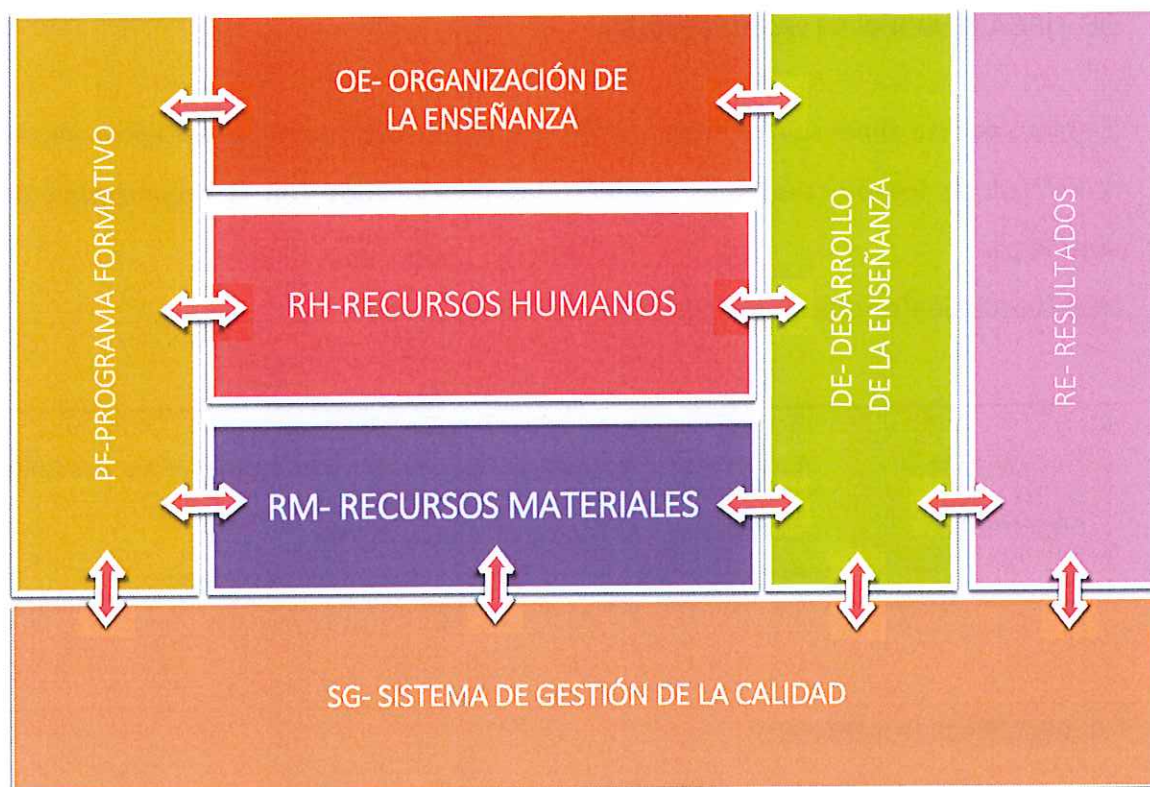 PF-PROGRAMA FORMATIVO
OE- ORGANIZACIÓN DE
LA ENSEÑANZA
RH-RECURSOS HUMANOS
RM- RECURSOS MATERIALES
DE- DESARROLLO
DE LA ENSEÑANZA
RE- RESULTADOS
SG- SISTEMA DE GESTIÓN DE LA CALIDAD